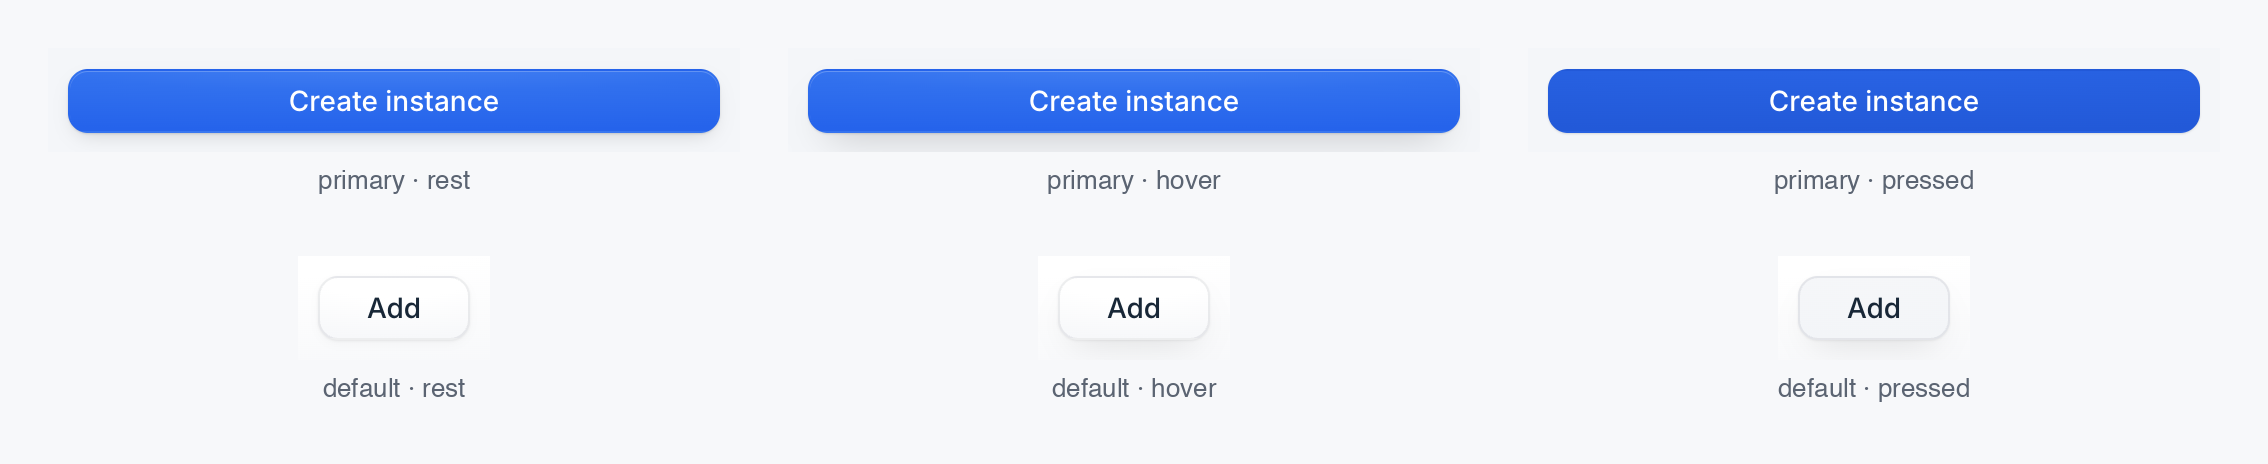 Create instance
Create instance
Create instance
primary · rest
primary · hover
primary · pressed
Add
Add
Add
default · rest
default · hover
default · pressed